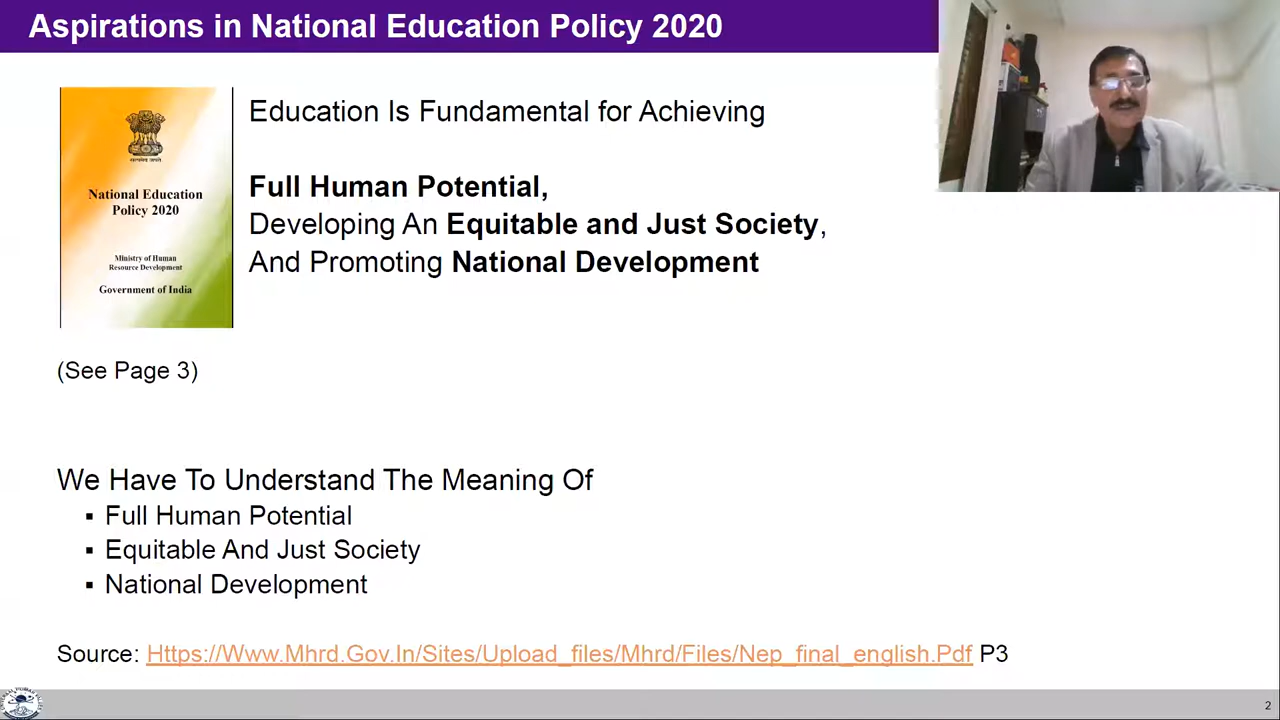 Aspirations in National Education Policy 2020
National Education
Policy 2020
Ministry of Human
Resource Development
Government of India
Education Is Fundamental for Achieving
Full Human Potential,
Developing An Equitable and Just Society,
And Promoting National Development
(See Page 3)
We Have To Understand The Meaning Of
▪ Full Human Potential
▪ Equitable And Just Society
▪ National Development
Source: Https://Www.Mhrd.Gov.In/Sites/Upload_files/Mhrd/Files/Nep_final_english.Pdf P3
2